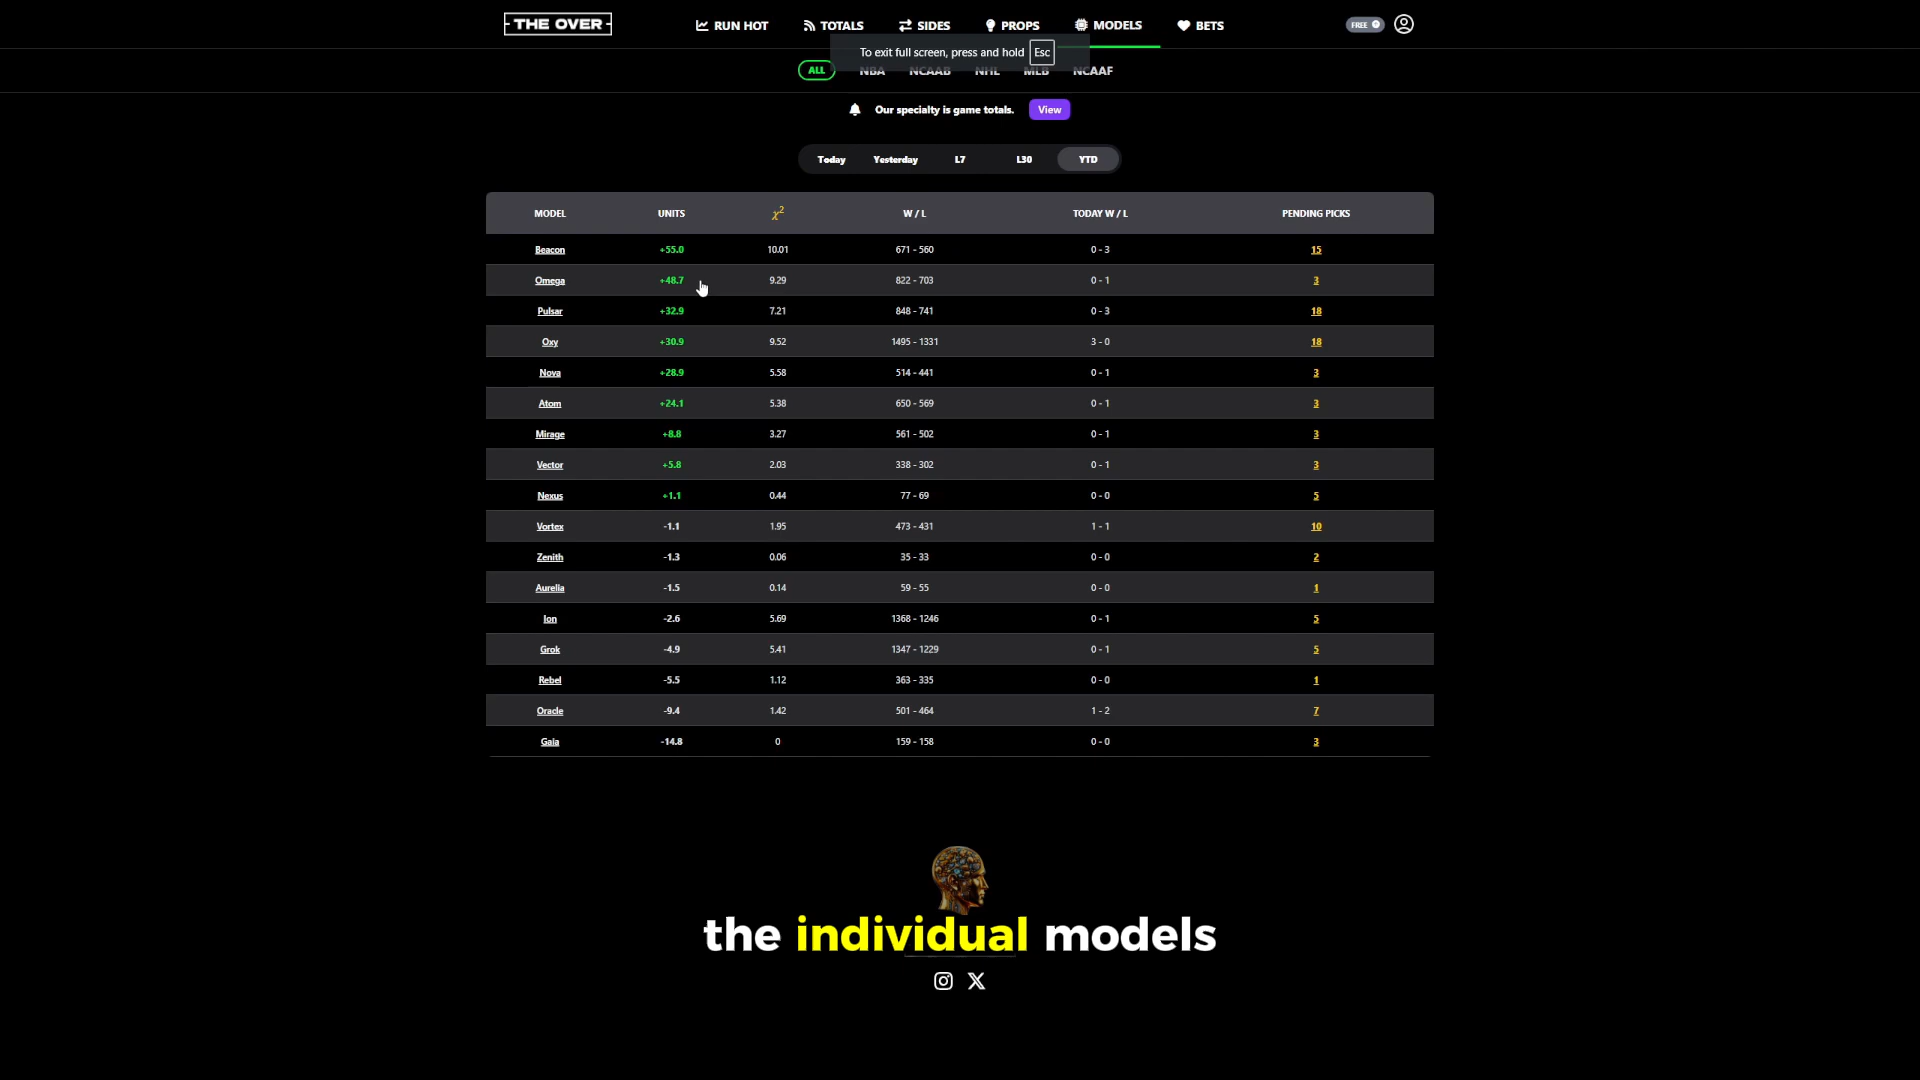 THE OVER
RUN HOT TOTALS SIDES PROPS MODELS BETS FREE
To exit full screen, press and hold Esc
ALL NBA NCAAB NHL MLB NCAAF
Our specialty is game totals. View
Today Yesterday L7 L30 YTD
MODEL UNITS χ2 W / L TODAY W / L PENDING PICKS
Beacon +55.0 10.01 671 - 560 0 - 3 15
Omega +48.7 9.29 822 - 703 0 - 1 3
Pulsar +32.9 7.21 848 - 741 0 - 3 18
Oxy +30.9 9.52 1495 - 1331 3 - 0 18
Nova +28.9 5.58 514 - 441 0 - 1 3
Atom +24.1 5.38 650 - 569 0 - 1 3
Mirage +8.8 3.27 561 - 502 0 - 1 3
Vector +5.8 2.03 338 - 302 0 - 1 3
Nexus +1.1 0.44 77 - 69 0 - 0 5
Vortex -1.1 1.95 473 - 431 1 - 1 10
Zenith -1.3 0.06 35 - 33 0 - 0 2
Aurelia -1.5 0.14 59 - 55 0 - 0 1
Ion -2.6 5.69 1368 - 1246 0 - 1 5
Grok -4.9 5.41 1347 - 1229 0 - 1 5
Rebel -5.5 1.12 363 - 335 0 - 0 1
Oracle -9.4 1.42 501 - 464 1 - 2 7
Gaia -14.8 0 159 - 158 0 - 0 3
the individual models